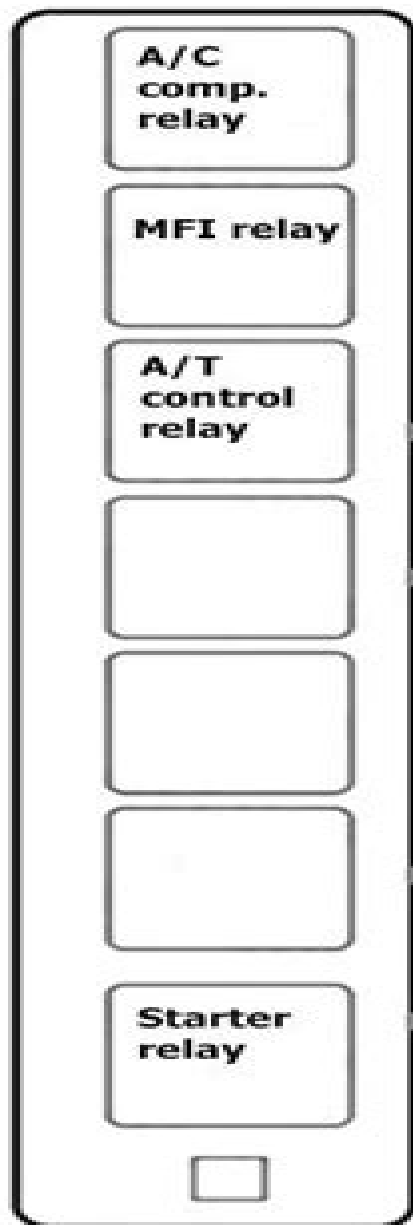 A/C
comp.
relay
MFI relay
A/T
control
relay
Starter
relay